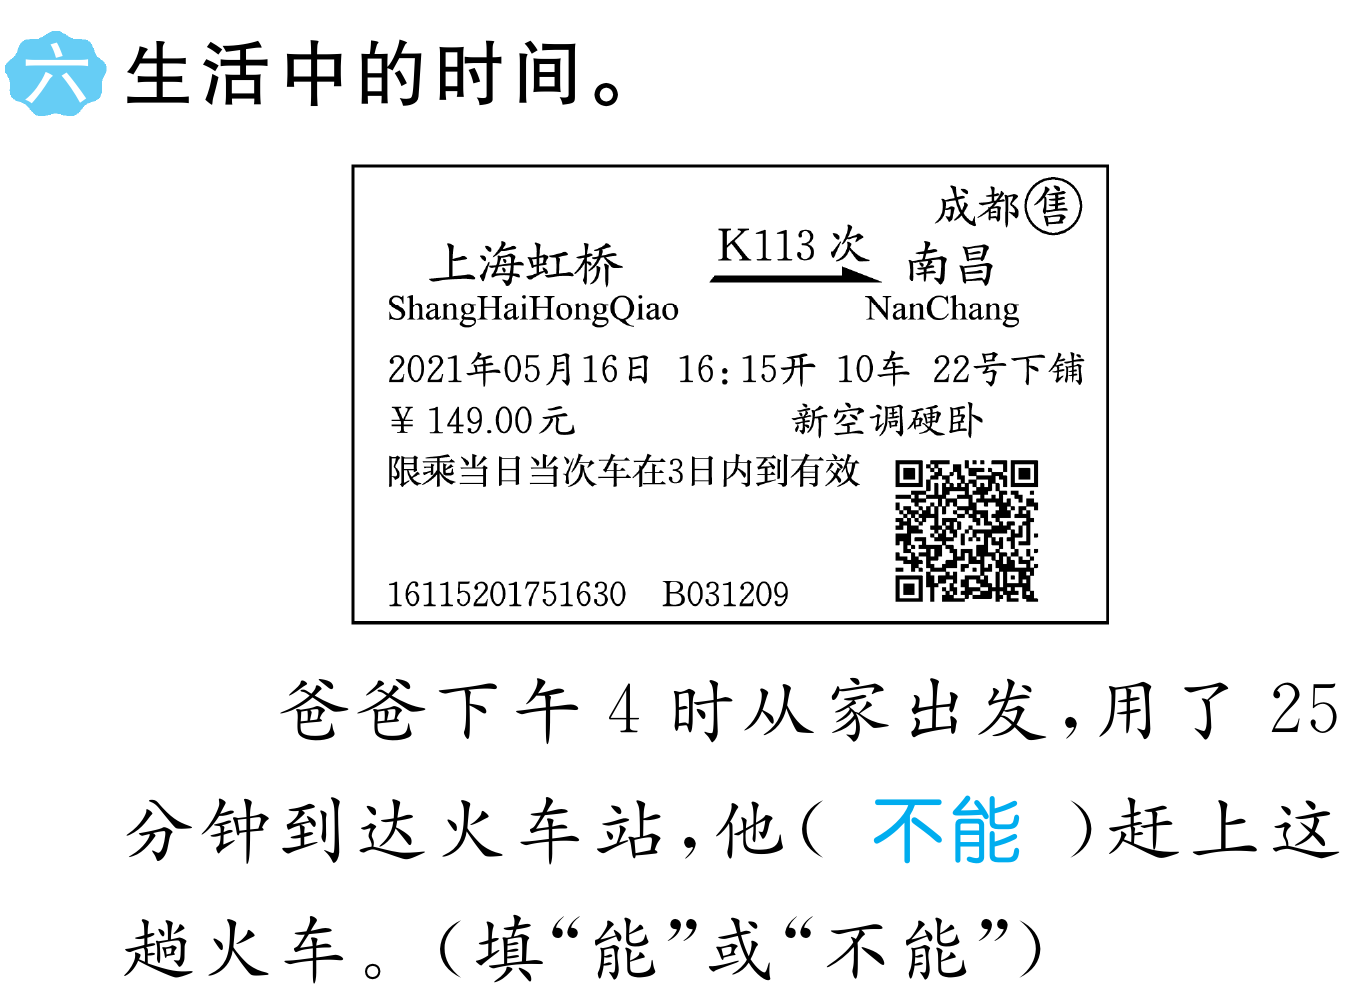 六 生活中的时间。
成都售
上海虹桥 K113次 南昌
ShangHaiHongQiao NanChang
2021年05月16日 16:15开 10车 22号下铺
¥149.00元 新空调硬卧
限乘当日当次车在3日内到有效
16115201751630 B031209
爸爸下午4时从家出发,用了25
分钟到达火车站,他( 不能 )赶上这
趟火车。(填“能”或“不能”)